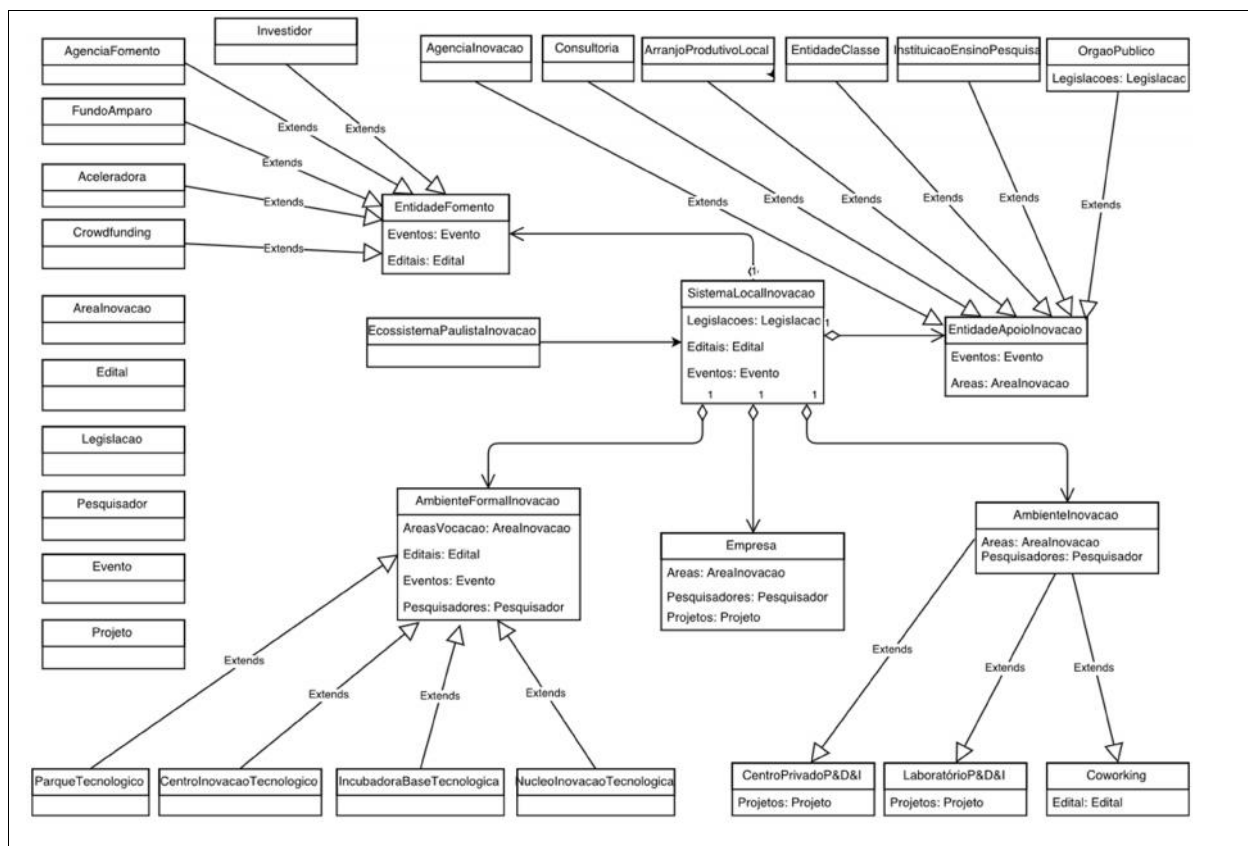 AgenciaFomento
Investidor
AgenciaInovacao
Consultoria
ArranjoProdutivoLocal
EntidadeClasse
InstituicaoEnsinoPesquisa
OrgaoPublico
Legislacoes: Legislacao
FundoAmparo
Aceleradora
Crowdfunding
Extends
Extends
Extends
Extends
Extends
EntidadeFomento
Eventos: Evento
Editais: Edital
Extends
Extends
Extends
Extends
Extends
Extends
AreaInovacao
Edital
Legislacao
Pesquisador
Evento
Projeto
EcossistemaPaulistaInovacao
1
SistemaLocalInovacao
Legislacoes: Legislacao
Editais: Edital
Eventos: Evento
1
1
1
1
EntidadeApoioInovacao
Eventos: Evento
Areas: AreaInovacao
AmbienteFormalInovacao
AreasVocacao: AreaInovacao
Editais: Edital
Eventos: Evento
Pesquisadores: Pesquisador
Empresa
Areas: AreaInovacao
Pesquisadores: Pesquisador
Projetos: Projeto
AmbienteInovacao
Areas: AreaInovacao
Pesquisadores: Pesquisador
Extends
Extends
Extends
Extends
Extends
Extends
Extends
ParqueTecnologico
CentroInovacaoTecnologico
IncubadoraBaseTecnologica
NucleoInovacaoTecnologica
CentroPrivadoP&D&I
Projetos: Projeto
LaboratórioP&D&I
Projetos: Projeto
Coworking
Edital: Edital